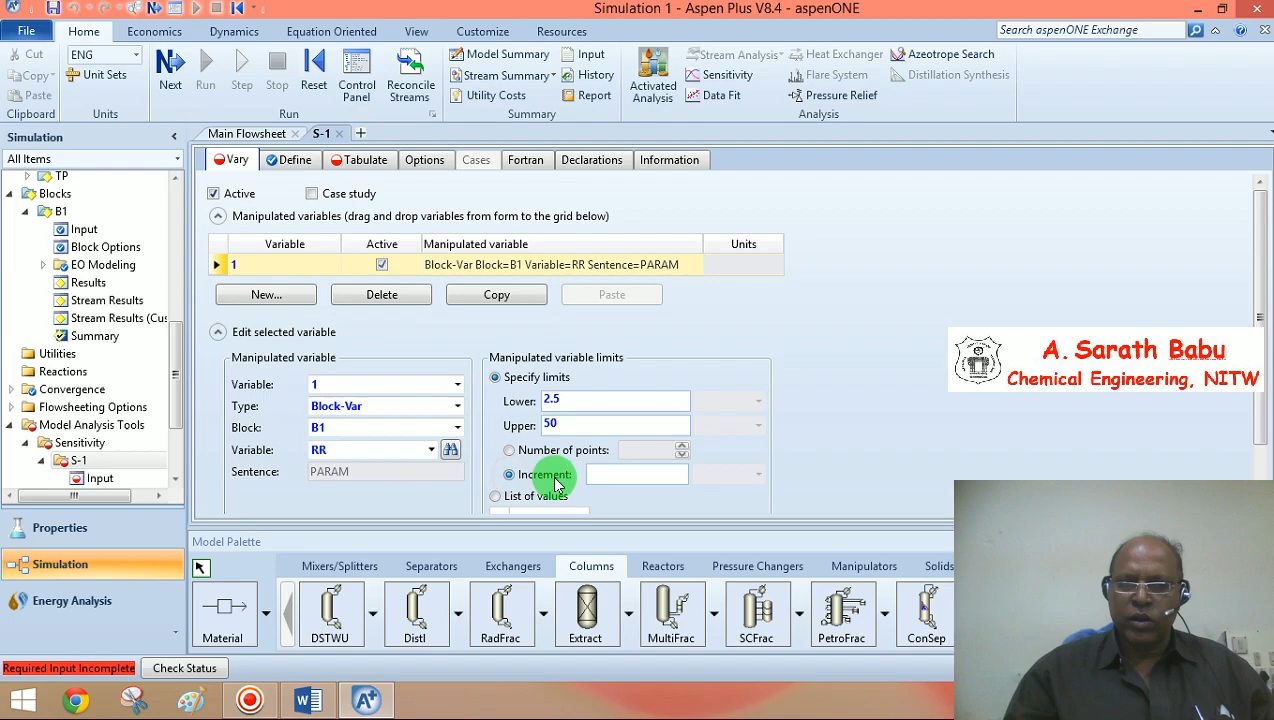 Simulation 1 - Aspen Plus V8.4 - aspenONE
File Home Economics Dynamics Equation Oriented View Customize Resources Search aspenONE Exchange
Cut ENG Model Summary Input Stream Analysis Heat Exchanger Azeotrope Search
Copy Unit Sets Next Run Step Stop Reset Control Panel Reconcile Streams Stream Summary History Activated Analysis Sensitivity Flare System Distillation Synthesis
Paste Utility Costs Report Data Fit Pressure Relief
Clipboard Units Run Summary Analysis
Simulation Main Flowsheet S-1
All Items Vary Define Tabulate Options Cases Fortran Declarations Information
TP
Blocks
B1
Input
Block Options
EO Modeling
Results
Stream Results
Stream Results (Cus
Summary
Utilities
Reactions
Convergence
Flowsheeting Options
Model Analysis Tools
Sensitivity
S-1
Input
Properties
Simulation
Energy Analysis
Active Case study
Manipulated variables (drag and drop variables from form to the grid below)
Variable Active Manipulated variable Units
1 Block-Var Block=B1 Variable=RR Sentence=PARAM
New... Delete Copy Paste
Edit selected variable
Manipulated variable
Variable: 1
Type: Block-Var
Block: B1
Variable: RR
Sentence: PARAM
Manipulated variable limits
Specify limits
Lower: 2.5
Upper: 50
Number of points:
Increment:
List of values
A. Sarath Babu
Chemical Engineering, NITW
Model Palette
Mixers/Splitters Separators Exchangers Columns Reactors Pressure Changers Manipulators Solids
Material DSTWU Distl RadFrac Extract MultiFrac SCFrac PetroFrac ConSep
Required Input Incomplete Check Status